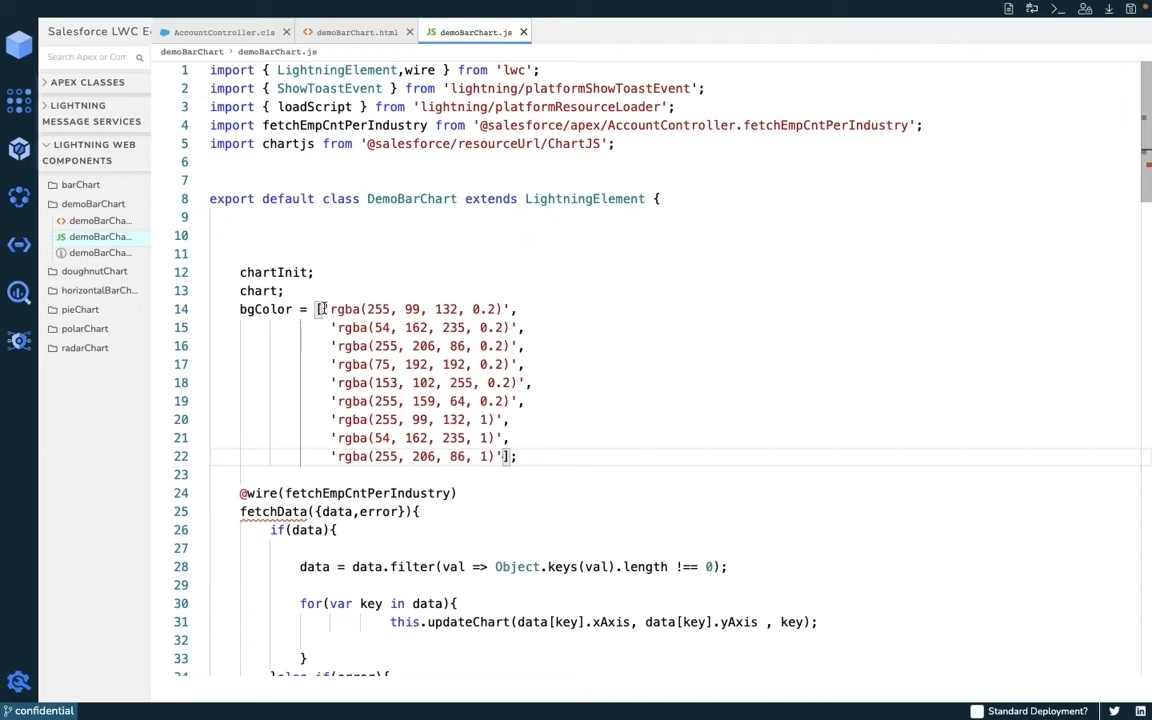 Salesforce LWC Ec
AccountController.cls
demoBarChart.html
demoBarChart.js
Search Apex or Com
demoBarChart > demoBarChart.js
APEX CLASSES
LIGHTNING
MESSAGE SERVICES
LIGHTNING WEB
COMPONENTS
barChart
demoBarChart
demoBarCha...
demoBarCha...
demoBarCha...
doughnutChart
horizontalBarCh...
pieChart
polarChart
radarChart
1 import { LightningElement,wire } from 'lwc';
2 import { ShowToastEvent } from 'lightning/platformShowToastEvent';
3 import { loadScript } from 'lightning/platformResourceLoader';
4 import fetchEmpCntPerIndustry from '@salesforce/apex/AccountController.fetchEmpCntPerIndustry';
5 import chartjs from '@salesforce/resourceUrl/ChartJS';
6
7
8 export default class DemoBarChart extends LightningElement {
9
10
11
12 chartInit;
13 chart;
14 bgColor = ['rgba(255, 99, 132, 0.2)',
15 'rgba(54, 162, 235, 0.2)',
16 'rgba(255, 206, 86, 0.2)',
17 'rgba(75, 192, 192, 0.2)',
18 'rgba(153, 102, 255, 0.2)',
19 'rgba(255, 159, 64, 0.2)',
20 'rgba(255, 99, 132, 1)',
21 'rgba(54, 162, 235, 1)',
22 'rgba(255, 206, 86, 1)'];
23
24 @wire(fetchEmpCntPerIndustry)
25 fetchData({data,error}){
26 if(data){
27
28 data = data.filter(val => Object.keys(val).length !== 0);
29
30 for(var key in data){
31 this.updateChart(data[key].xAxis, data[key].yAxis , key);
32
33 }
34 }else if(error){
confidential
Standard Deployment?